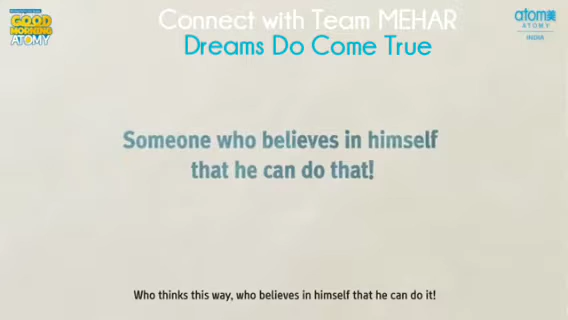 GOOD
MORNING
ATOMY
Connect with Team MEHAR
Dreams Do Come True
atom美
ATOMY
INDIA
Someone who believes in himself
that he can do that!
Who thinks this way, who believes in himself that he can do it!